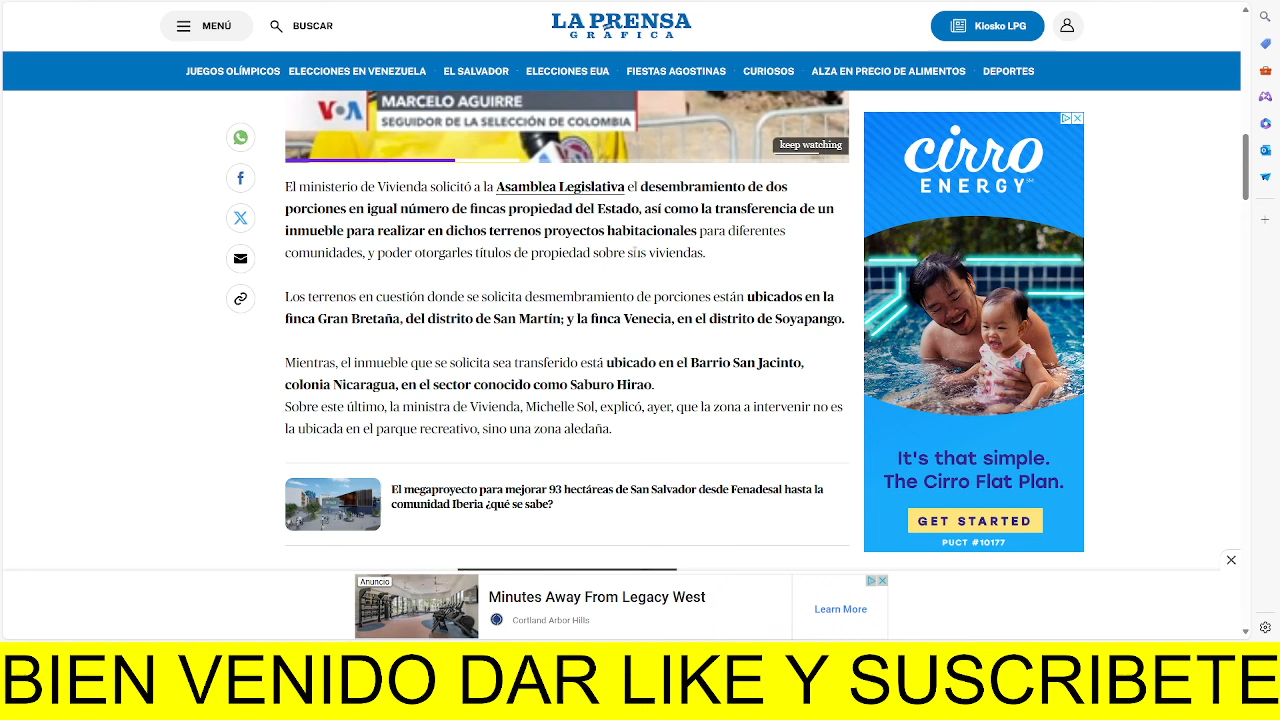 MENÚ
BUSCAR
LA PRENSA
GRÁFICA
Kiosko LPG
JUEGOS OLÍMPICOS
ELECCIONES EN VENEZUELA
EL SALVADOR
ELECCIONES EUA
FIESTAS AGOSTINAS
CURIOSOS
ALZA EN PRECIO DE ALIMENTOS
DEPORTES
VOA
MARCELO AGUIRRE
SEGUIDOR DE LA SELECCIÓN DE COLOMBIA
keep watching
El ministerio de Vivienda solicitó a la Asamblea Legislativa el desembramiento de dos
porciones en igual número de fincas propiedad del Estado, así como la transferencia de un
inmueble para realizar en dichos terrenos proyectos habitacionales para diferentes
comunidades, y poder otorgarles títulos de propiedad sobre sus viviendas.
Los terrenos en cuestión donde se solicita desmembramiento de porciones están ubicados en la
finca Gran Bretaña, del distrito de San Martín; y la finca Venecia, en el distrito de Soyapango.
Mientras, el inmueble que se solicita sea transferido está ubicado en el Barrio San Jacinto,
colonia Nicaragua, en el sector conocido como Saburo Hirao.
Sobre este último, la ministra de Vivienda, Michelle Sol, explicó, ayer, que la zona a intervenir no es
la ubicada en el parque recreativo, sino una zona aledaña.
El megaproyecto para mejorar 93 hectáreas de San Salvador desde Fenadesal hasta la
comunidad Iberia ¿qué se sabe?
cirro
ENERGY
It's that simple.
The Cirro Flat Plan.
GET STARTED
PUCT #10177
Anuncio
Minutes Away From Legacy West
Cortland Arbor Hills
Learn More
BIEN VENIDO DAR LIKE Y SUSCRIBETE